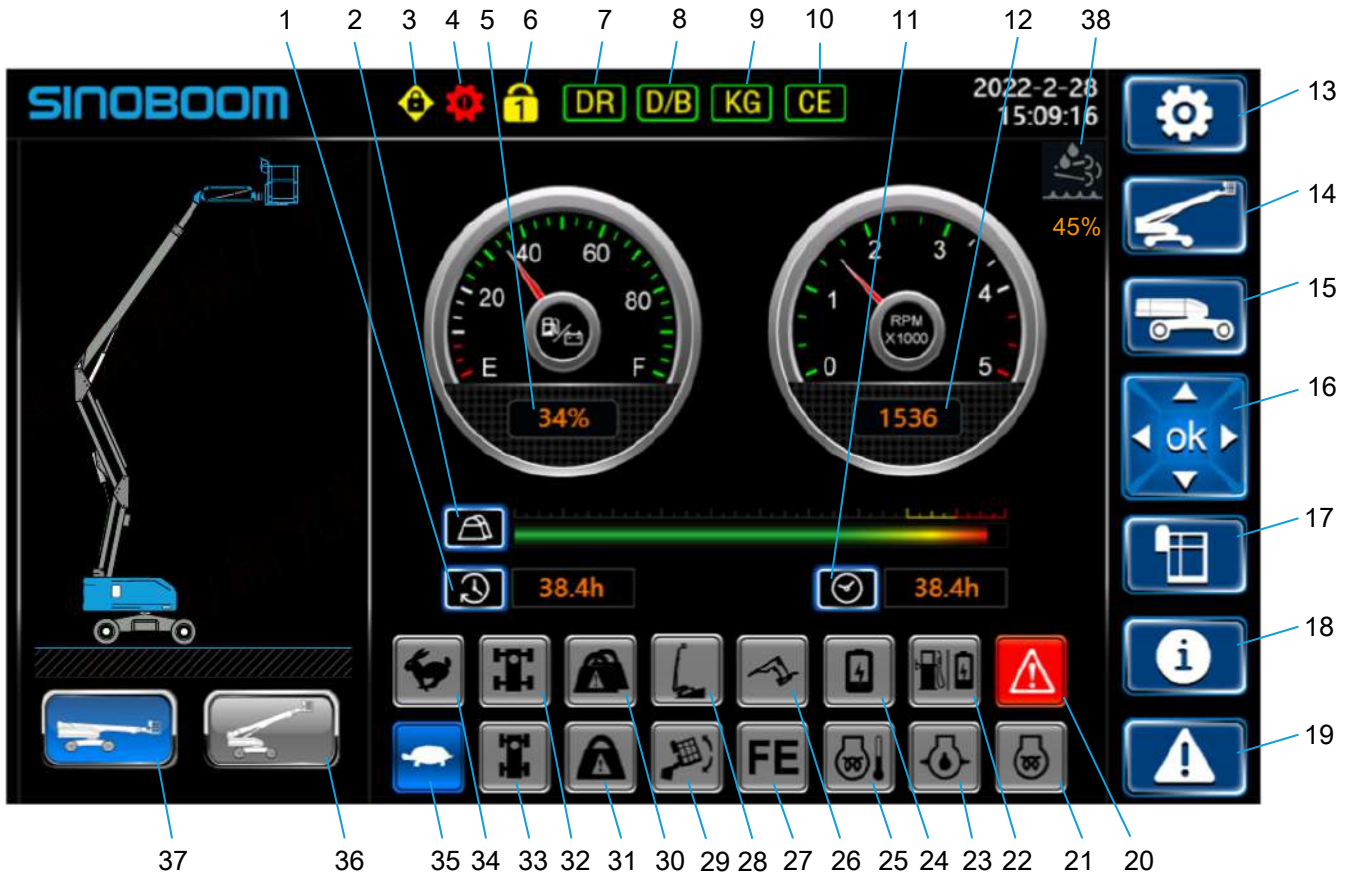 1 2 3 4 5 6 7 8 9 10 11 12 38
SINOBOOM
1
DR D/B KG CE
2022-2-28
15:09:16
13
14
45%
40 60
20 80
E F
34%
2 3
1 4
0 5
RPM
X1000
1536
15
16
ok
38.4h
38.4h
17
18
i
FE
19
37 36 35 34 33 32 31 30 29 28 27 26 25 24 23 22 21 20